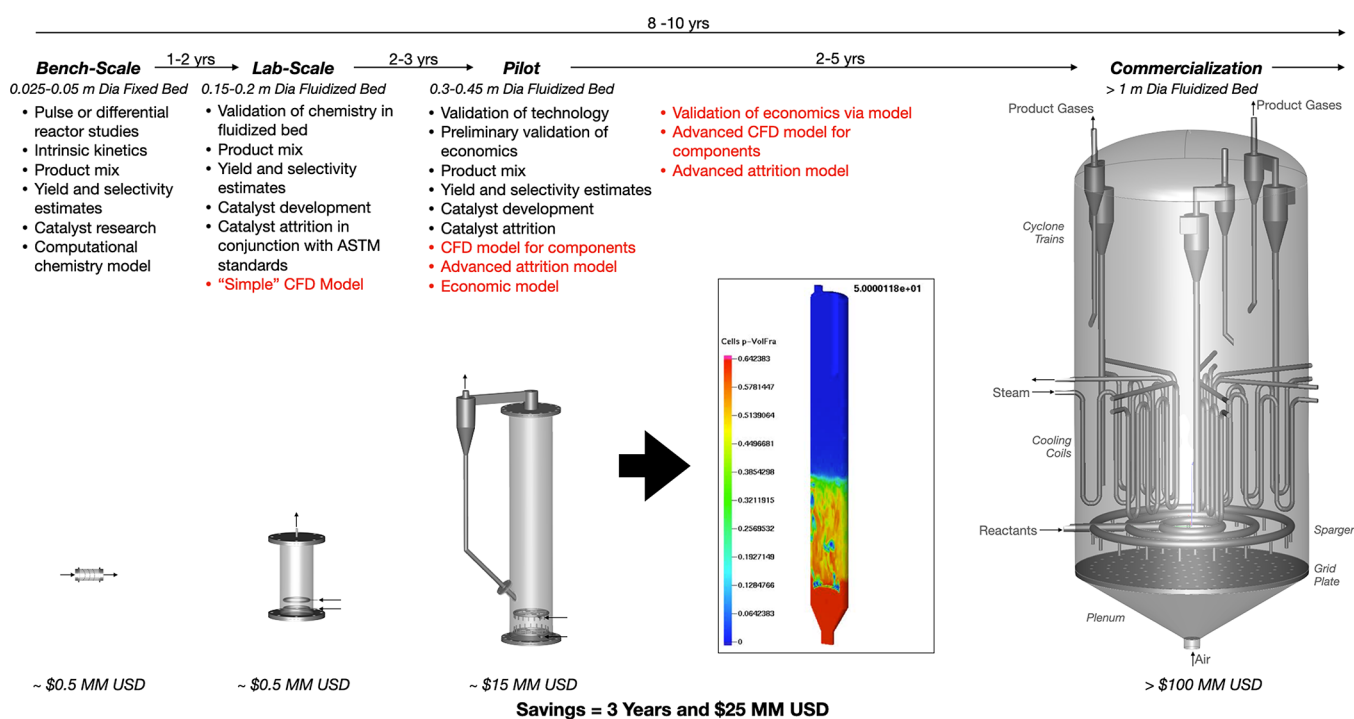 8 -10 yrs
1-2 yrs
2-3 yrs
2-5 yrs
Bench-Scale
0.025-0.05 m Dia Fixed Bed
• Pulse or differential
reactor studies
• Intrinsic kinetics
• Product mix
• Yield and selectivity
estimates
• Catalyst research
• Computational
chemistry model
Lab-Scale
0.15-0.2 m Dia Fluidized Bed
• Validation of chemistry in
fluidized bed
• Product mix
• Yield and selectivity
estimates
• Catalyst development
• Catalyst attrition in
conjunction with ASTM
standards
• “Simple” CFD Model
Pilot
0.3-0.45 m Dia Fluidized Bed
• Validation of technology
• Preliminary validation of
economics
• Product mix
• Yield and selectivity estimates
• Catalyst development
• Catalyst attrition
• CFD model for components
• Advanced attrition model
• Economic model
• Validation of economics via model
• Advanced CFD model for
components
• Advanced attrition model
5.0000118e+01
Cells p-VolFra
0.642383
0.5781447
0.5139064
0.4496681
0.3854298
0.3211915
0.2569532
0.1927149
0.1284766
0.0642383
0
Commercialization
> 1 m Dia Fluidized Bed
Product Gases
Product Gases
Cyclone
Trains
Steam
Cooling
Coils
Reactants
Sparger
Grid
Plate
Plenum
Air
~ $0.5 MM USD
~ $0.5 MM USD
~ $15 MM USD
> $100 MM USD
Savings = 3 Years and $25 MM USD